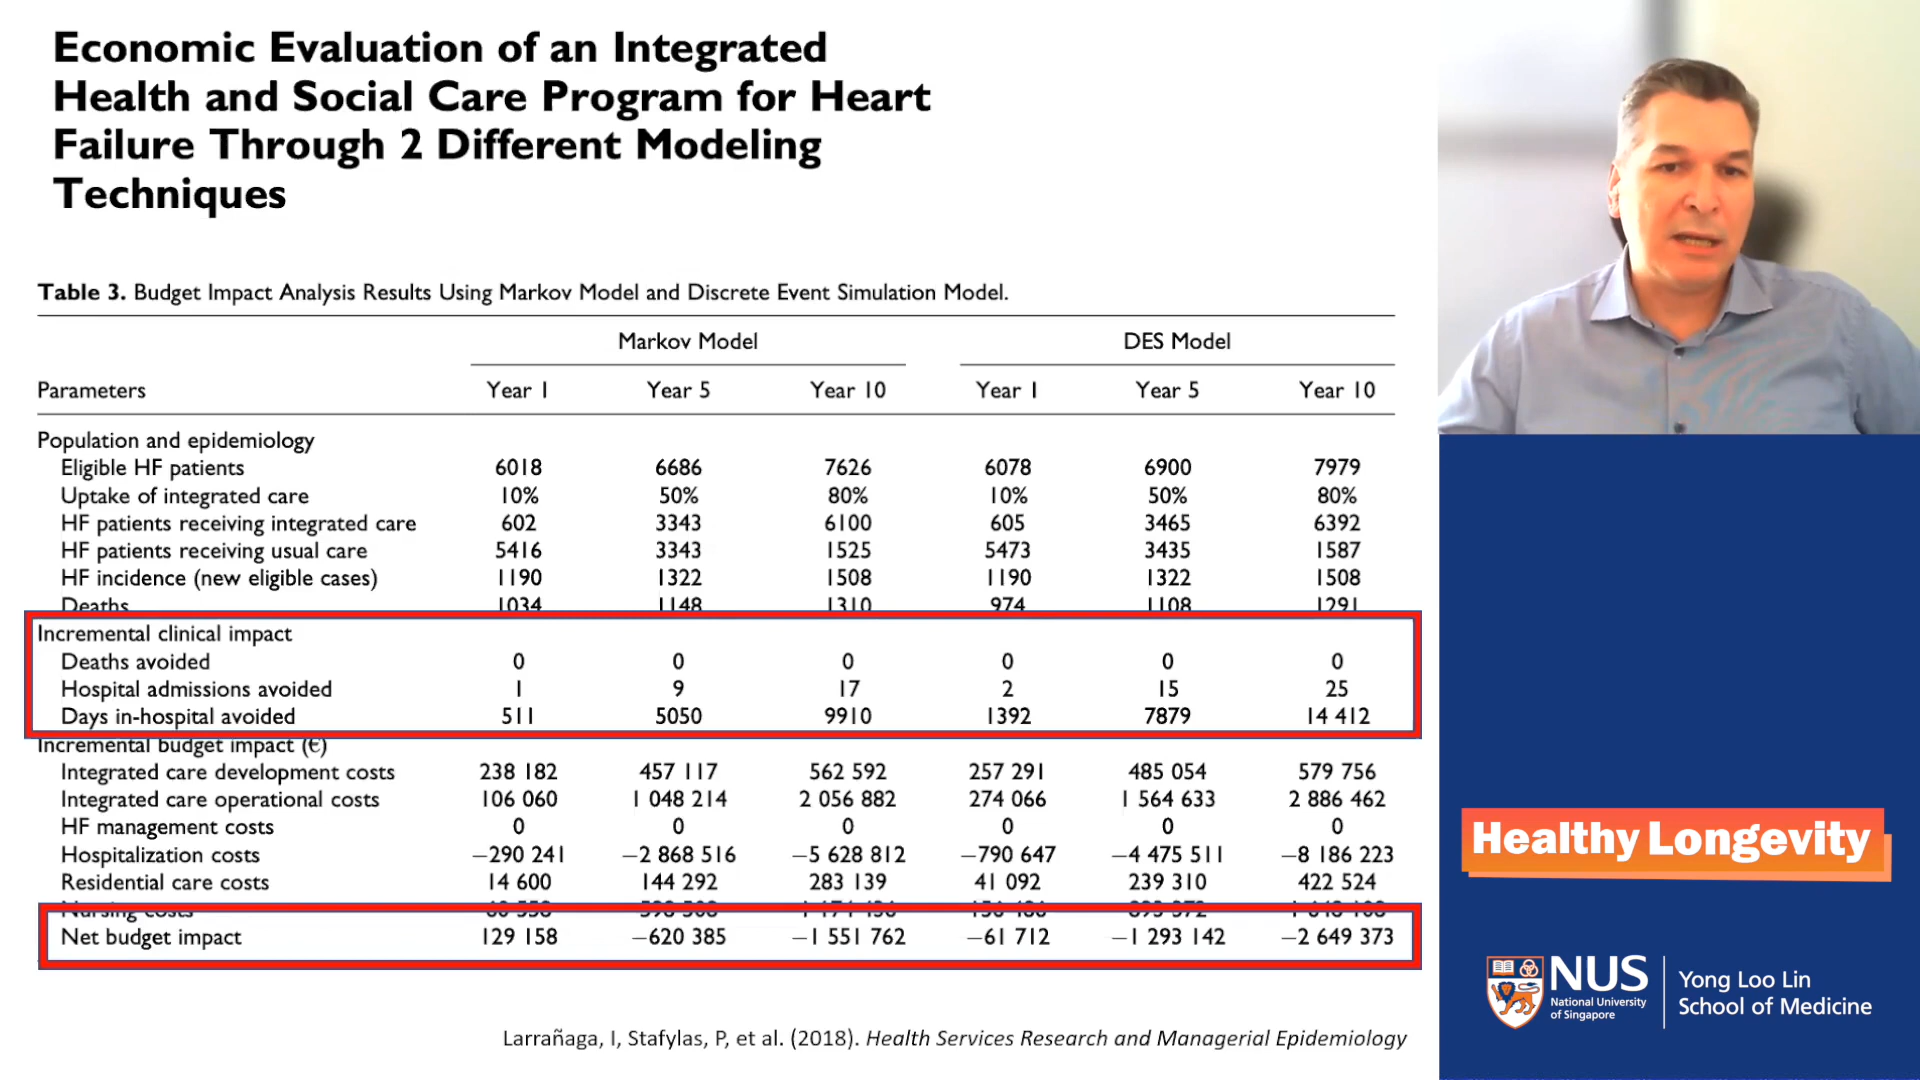 Economic Evaluation of an Integrated
Health and Social Care Program for Heart
Failure Through 2 Different Modeling
Techniques
Table 3. Budget Impact Analysis Results Using Markov Model and Discrete Event Simulation Model.
Markov Model DES Model
Parameters Year 1 Year 5 Year 10 Year 1 Year 5 Year 10
Population and epidemiology
Eligible HF patients 6018 6686 7626 6078 6900 7979
Uptake of integrated care 10% 50% 80% 10% 50% 80%
HF patients receiving integrated care 602 3343 6100 605 3465 6392
HF patients receiving usual care 5416 3343 1525 5473 3435 1587
HF incidence (new eligible cases) 1190 1322 1508 1190 1322 1508
Deaths 1034 1148 1310 974 1108 1291
Incremental clinical impact
Deaths avoided 0 0 0 0 0 0
Hospital admissions avoided 1 9 17 2 15 25
Days in-hospital avoided 511 5050 9910 1392 7879 14 412
Incremental budget impact (€)
Integrated care development costs 238 182 457 117 562 592 257 291 485 054 579 756
Integrated care operational costs 106 060 1 048 214 2 056 882 274 066 1 564 633 2 886 462
HF management costs 0 0 0 0 0 0
Hospitalization costs −290 241 −2 868 516 −5 628 812 −790 647 −4 475 511 −8 186 223
Residential care costs 14 600 144 292 283 139 41 092 239 310 422 524
Nursing costs
Net budget impact 129 158 −620 385 −1 551 762 −61 712 −1 293 142 −2 649 373
Larrañaga, I, Stafylas, P, et al. (2018). Health Services Research and Managerial Epidemiology
Healthy Longevity
NUS
National University
of Singapore
Yong Loo Lin
School of Medicine